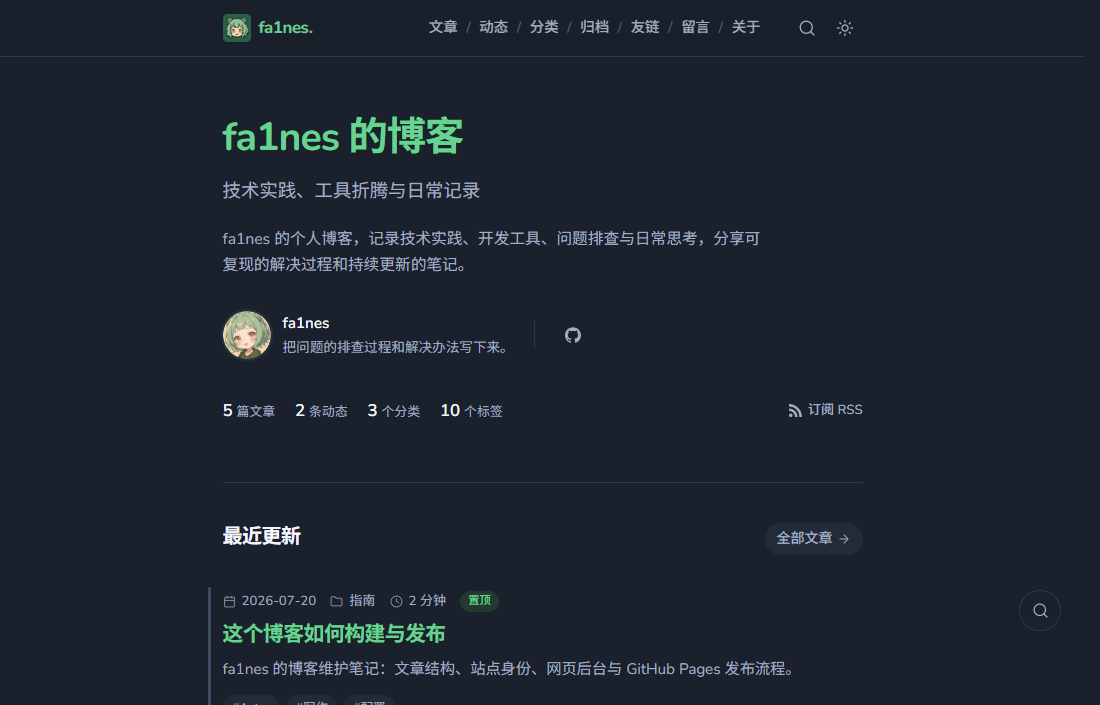 fa1nes.
文章 / 动态 / 分类 / 归档 / 友链 / 留言 / 关于
fa1nes 的博客
技术实践、工具折腾与日常记录
fa1nes 的个人博客，记录技术实践、开发工具、问题排查与日常思考，分享可
复现的解决过程和持续更新的笔记。
fa1nes
把问题的排查过程和解决办法写下来。
5 篇文章 2 条动态 3 个分类 10 个标签
订阅 RSS
最近更新
全部文章 →
2026-07-20 指南 2 分钟 置顶
这个博客如何构建与发布
fa1nes 的博客维护笔记：文章结构、站点身份、网页后台与 GitHub Pages 发布流程。